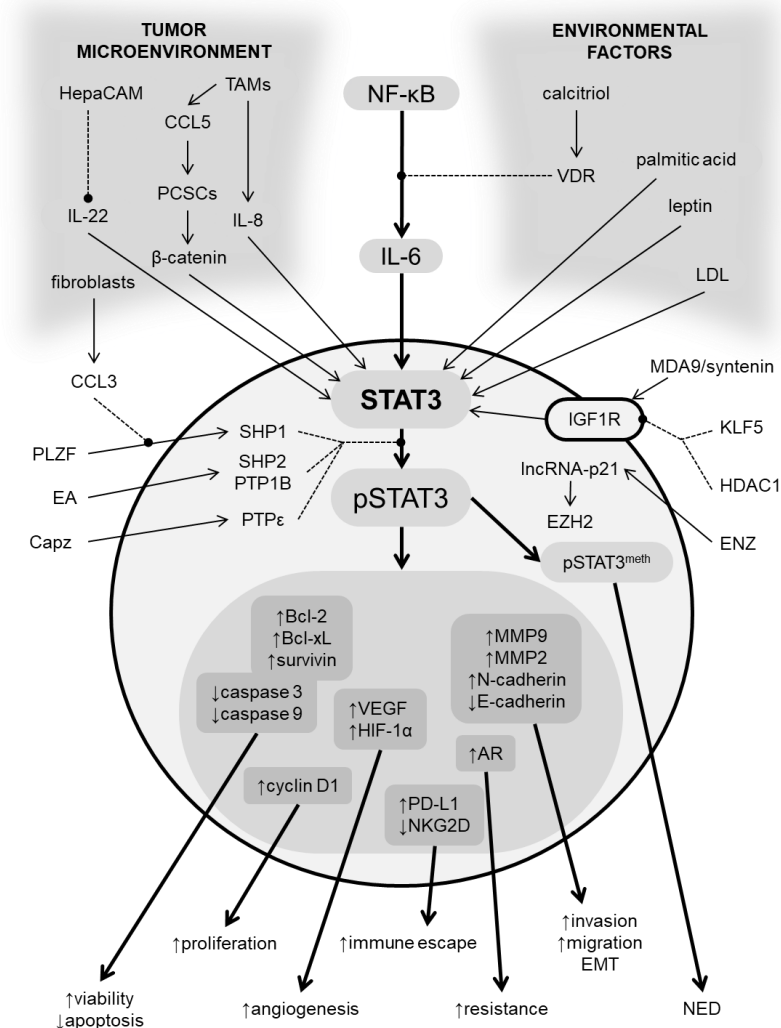 TUMOR
MICROENVIRONMENT
ENVIRONMENTAL
FACTORS
HepaCAM
TAMs
CCL5
PCSCs
IL-22
IL-8
β-catenin
fibroblasts
CCL3
NF-κB
IL-6
calcitriol
VDR
palmitic acid
leptin
LDL
STAT3
MDA9/syntenin
IGF1R
KLF5
HDAC1
PLZF
SHP1
EA
SHP2
PTP1B
Capz
PTPε
lncRNA-p21
EZH2
ENZ
pSTAT3
pSTAT3meth
↑Bcl-2
↑Bcl-xL
↑survivin
↓caspase 3
↓caspase 9
↑VEGF
↑HIF-1α
↑MMP9
↑MMP2
↑N-cadherin
↓E-cadherin
↑AR
↑cyclin D1
↑PD-L1
↓NKG2D
↑proliferation
↑immune escape
↑invasion
↑migration
EMT
↑viability
↓apoptosis
↑angiogenesis
↑resistance
NED